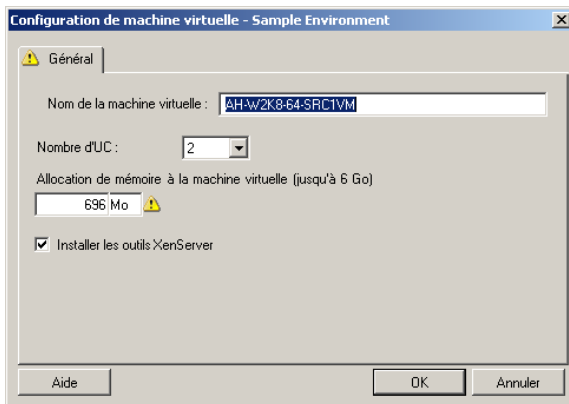 Configuration de machine virtuelle - Sample Environment
Général
Nom de la machine virtuelle : AH-W2K8-64-SRC1VM
Nombre d'UC : 2
Allocation de mémoire à la machine virtuelle (jusqu'à 6 Go)
696 Mo
Installer les outils XenServer
Aide OK Annuler